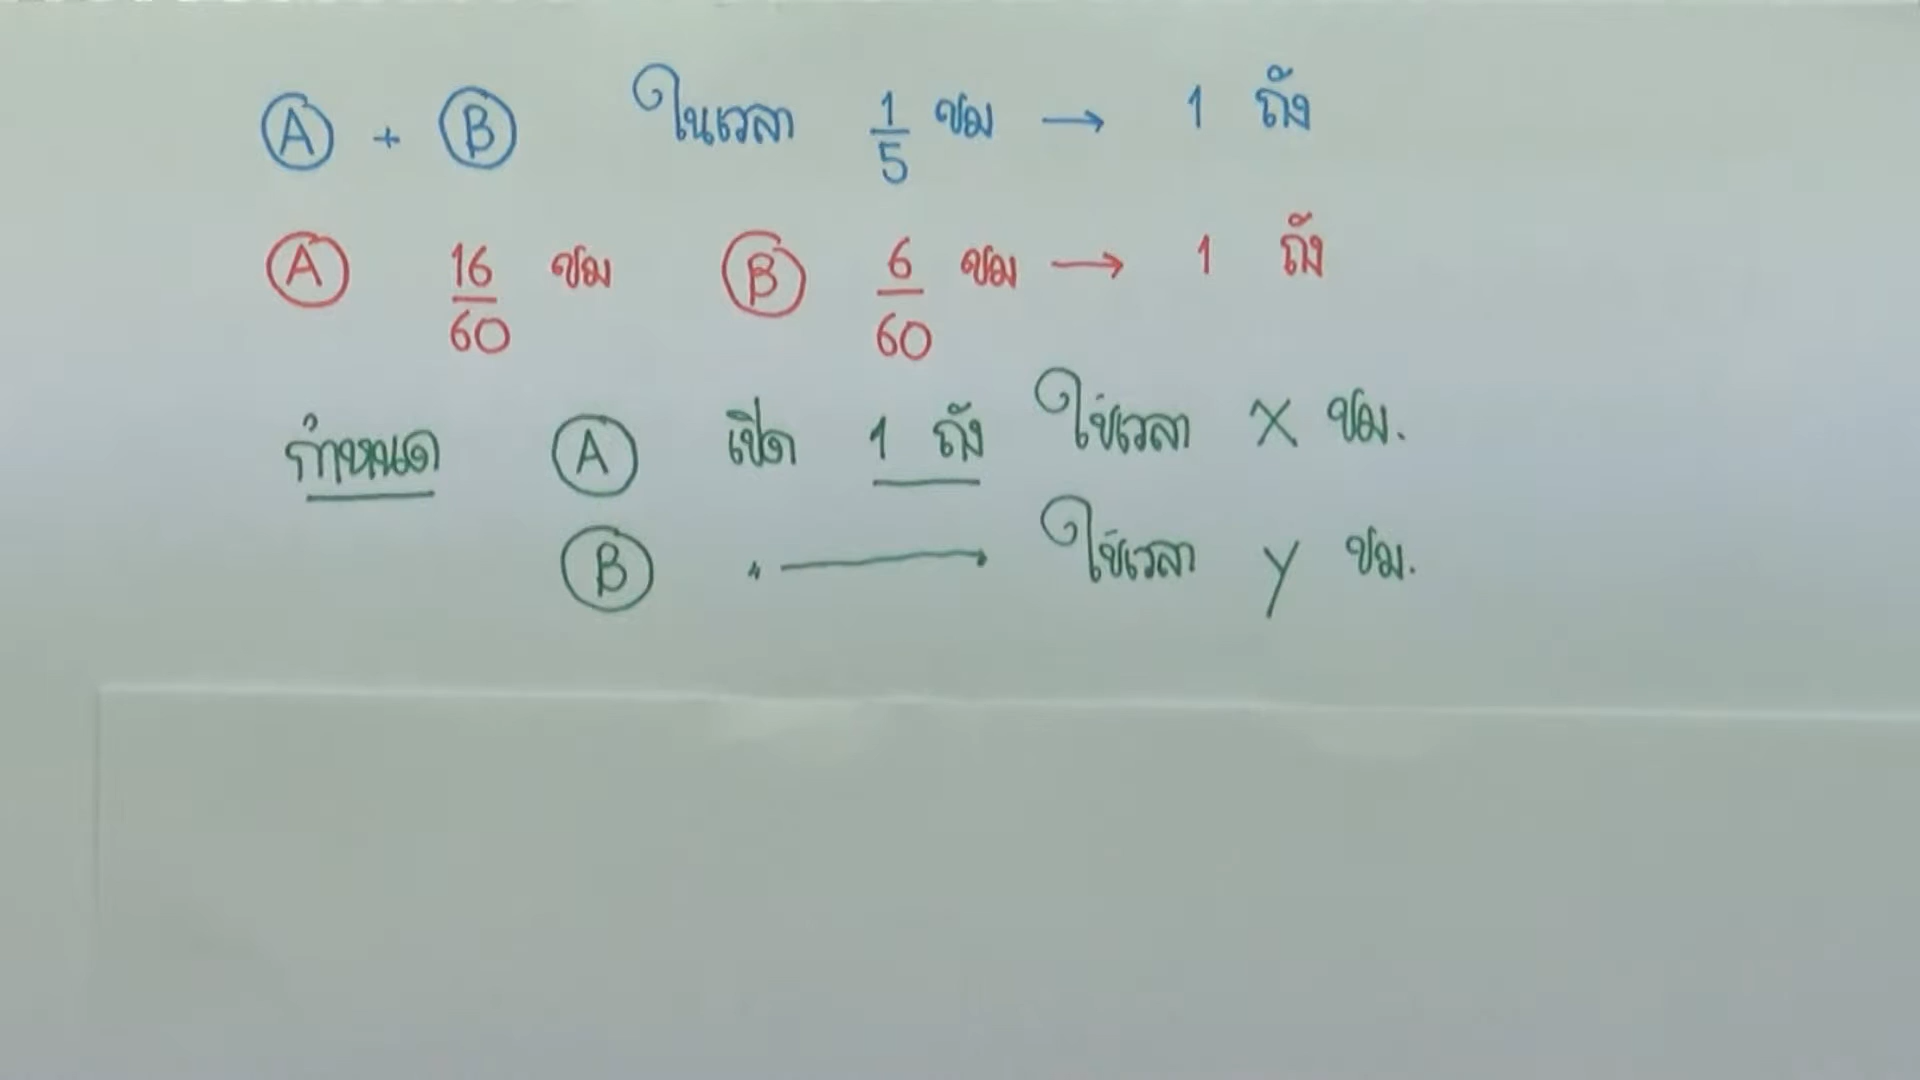 A + B ในเวลา 1/5 ชม → 1 ถัง
A 16/60 ชม B 6/60 ชม → 1 ถัง
กำหนด A เปิด 1 ถัง ใช้เวลา X ชม.
B " → ใช้เวลา y ชม.